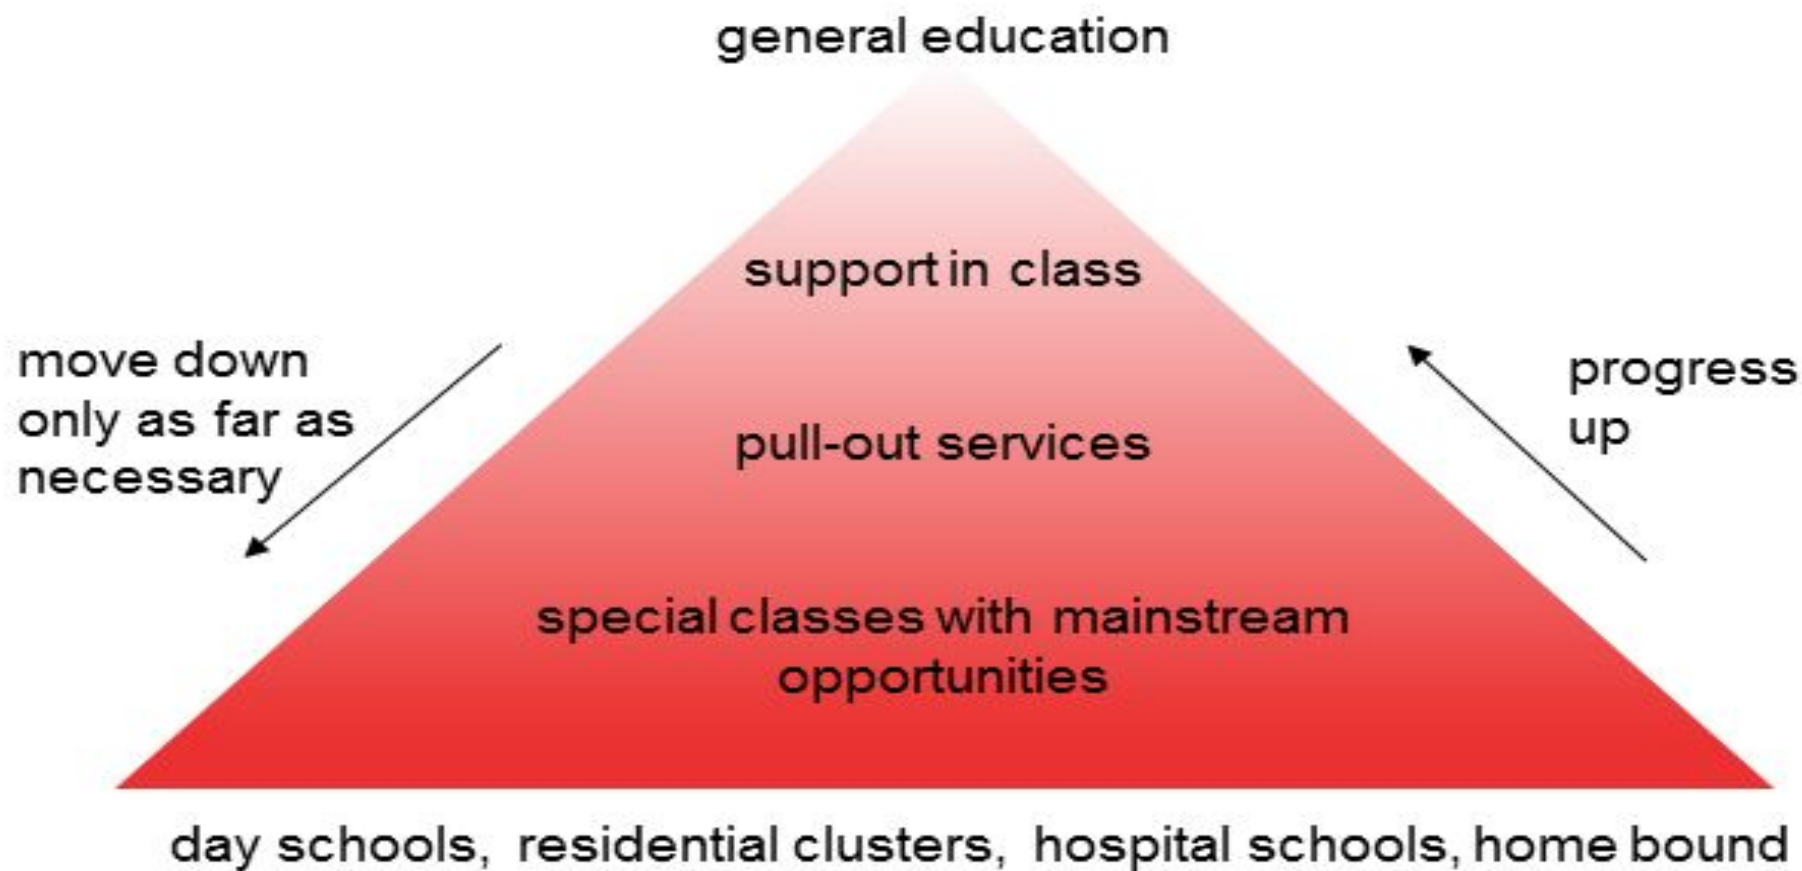 general education
support in class
move down
only as far as
necessary
progress
up
pull-out services
special classes with mainstream
opportunities
day schools, residential clusters, hospital schools, home bound